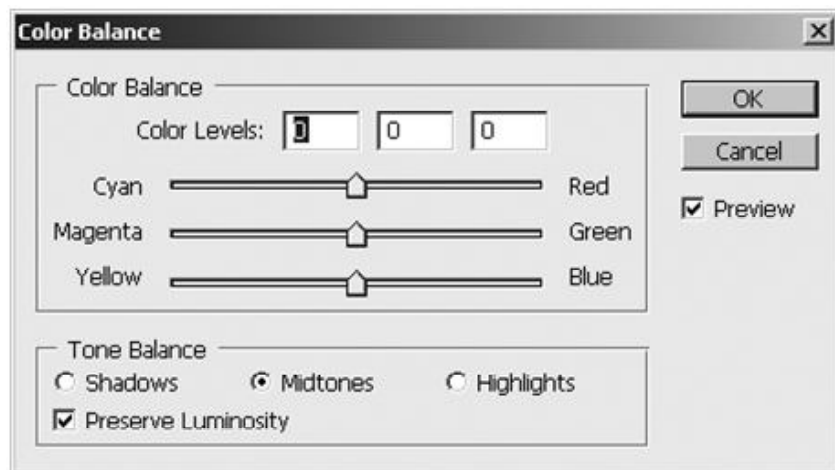 Color Balance
Color Balance
Color Levels: 0 0 0
Cyan Red
Magenta Green
Yellow Blue
Tone Balance
Shadows Midtones Highlights
Preserve Luminosity
OK
Cancel
Preview